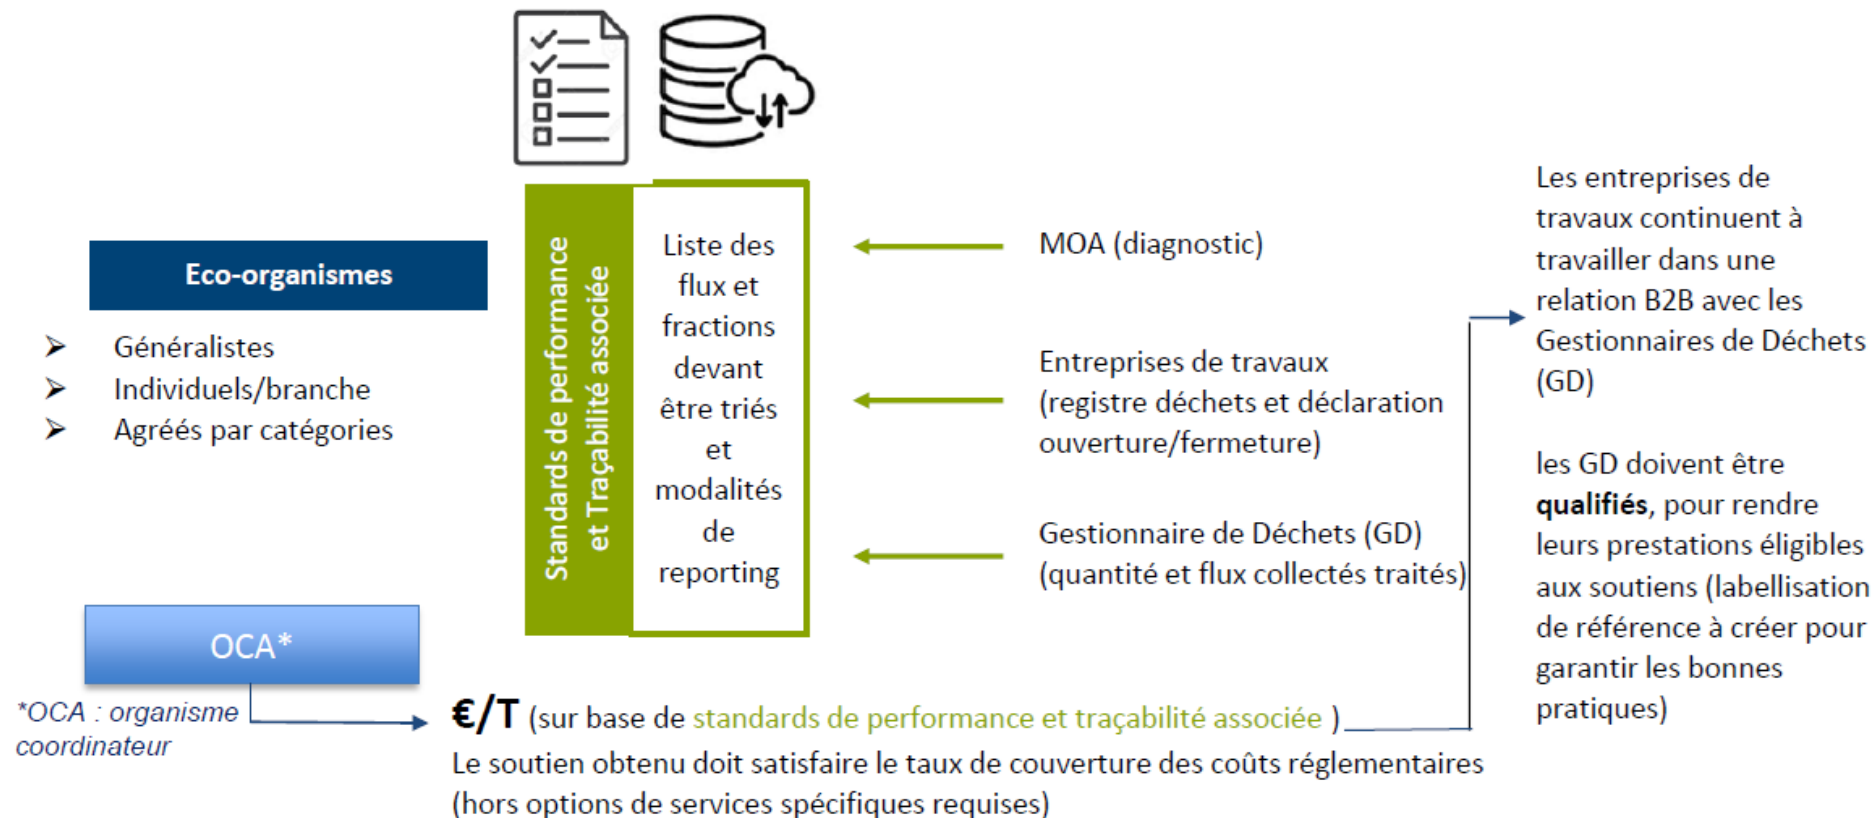 Eco-organismes
Généralistes
Individuels/branche
Agréés par catégories
OCA*
*OCA : organisme
coordinateur
Standards de performance
et Traçabilité associée
Liste des
flux et
fractions
devant
être triés
et
modalités
de
reporting
MOA (diagnostic)
Entreprises de travaux
(registre déchets et déclaration
ouverture/fermeture)
Gestionnaire de Déchets (GD)
(quantité et flux collectés traités)
€/T (sur base de standards de performance et traçabilité associée )
Le soutien obtenu doit satisfaire le taux de couverture des coûts réglementaires
(hors options de services spécifiques requises)
Les entreprises de
travaux continuent à
travailler dans une
relation B2B avec les
Gestionnaires de Déchets
(GD)
les GD doivent être
qualifiés, pour rendre
leurs prestations éligibles
aux soutiens (labellisation
de référence à créer pour
garantir les bonnes
pratiques)